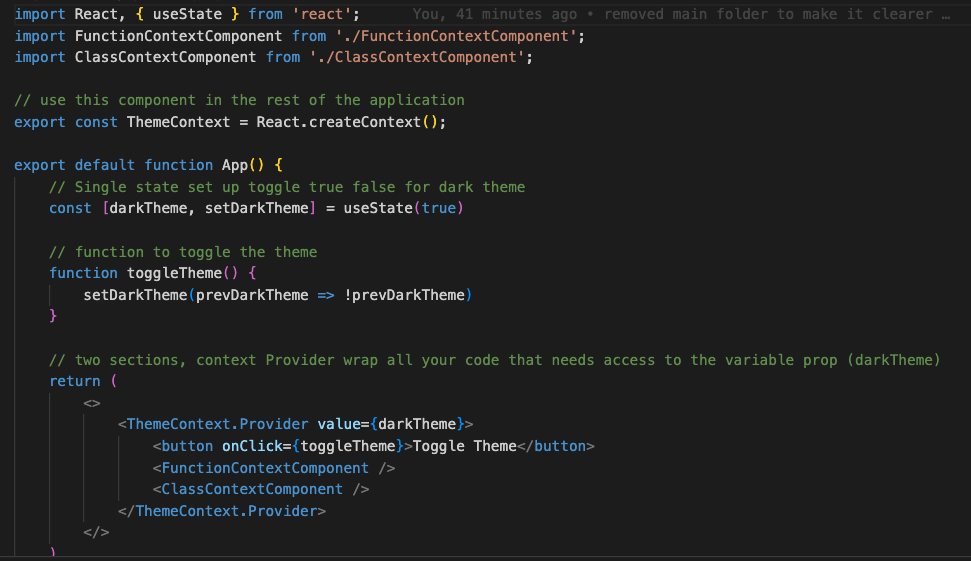 import React, { useState } from 'react';      You, 41 minutes ago • removed main folder to make it clearer …
import FunctionContextComponent from './FunctionContextComponent';
import ClassContextComponent from './ClassContextComponent';

// use this component in the rest of the application
export const ThemeContext = React.createContext();

export default function App() {
    // Single state set up toggle true false for dark theme
    const [darkTheme, setDarkTheme] = useState(true)

    // function to toggle the theme
    function toggleTheme() {
        setDarkTheme(prevDarkTheme => !prevDarkTheme)
    }

    // two sections, context Provider wrap all your code that needs access to the variable prop (darkTheme)
    return (
        <>
            <ThemeContext.Provider value={darkTheme}>
                <button onClick={toggleTheme}>Toggle Theme</button>
                <FunctionContextComponent />
                <ClassContextComponent />
            </ThemeContext.Provider>
        </>
    )